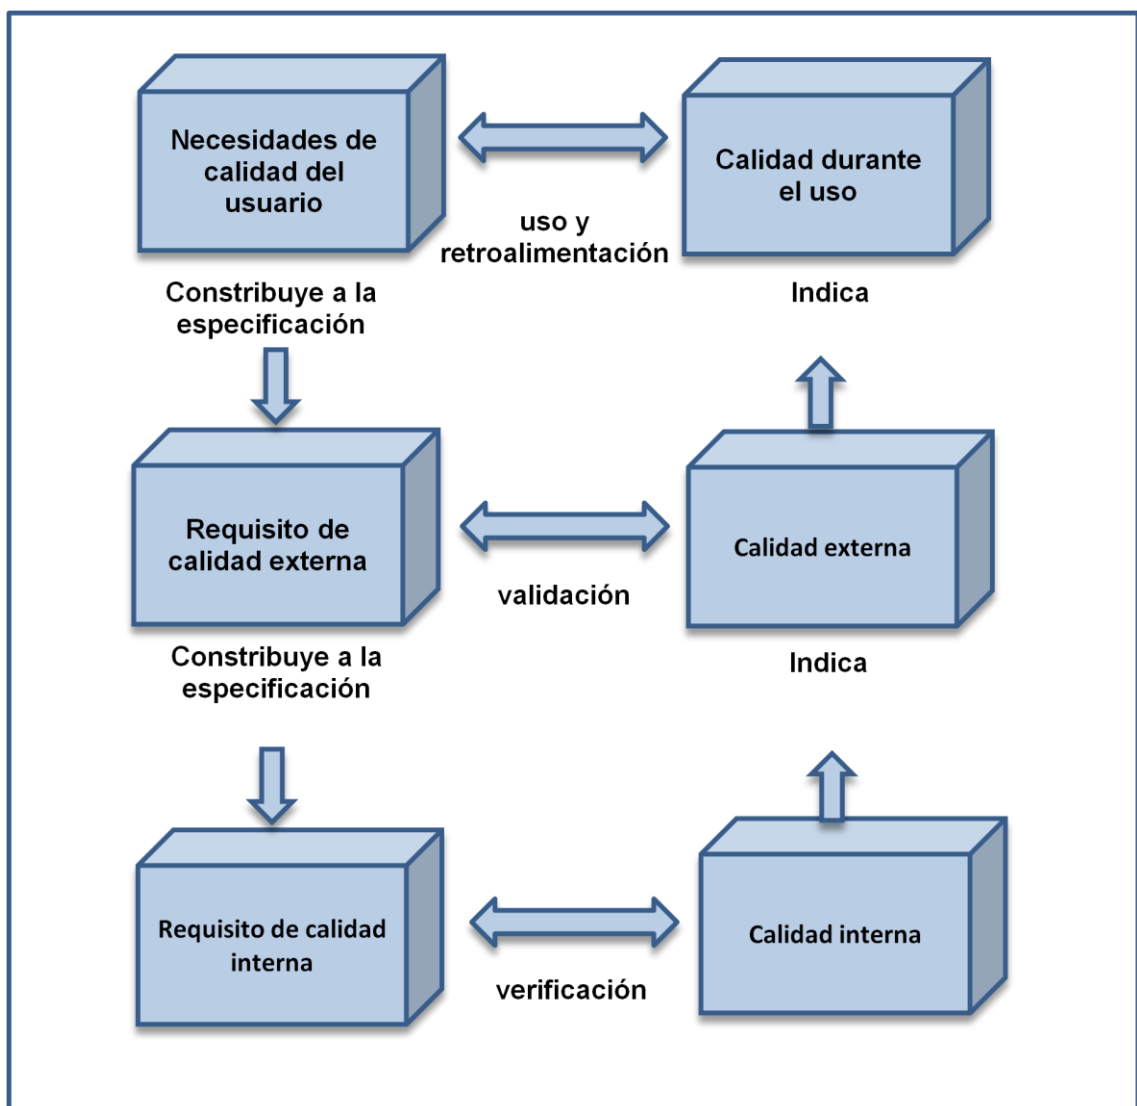 Necesidades de
calidad del
usuario
uso y
retroalimentación
Calidad durante
el uso
Constribuye a la
especificación
Indica
Requisito de
calidad externa
validación
Calidad externa
Constribuye a la
especificación
Indica
Requisito de calidad
interna
verificación
Calidad interna